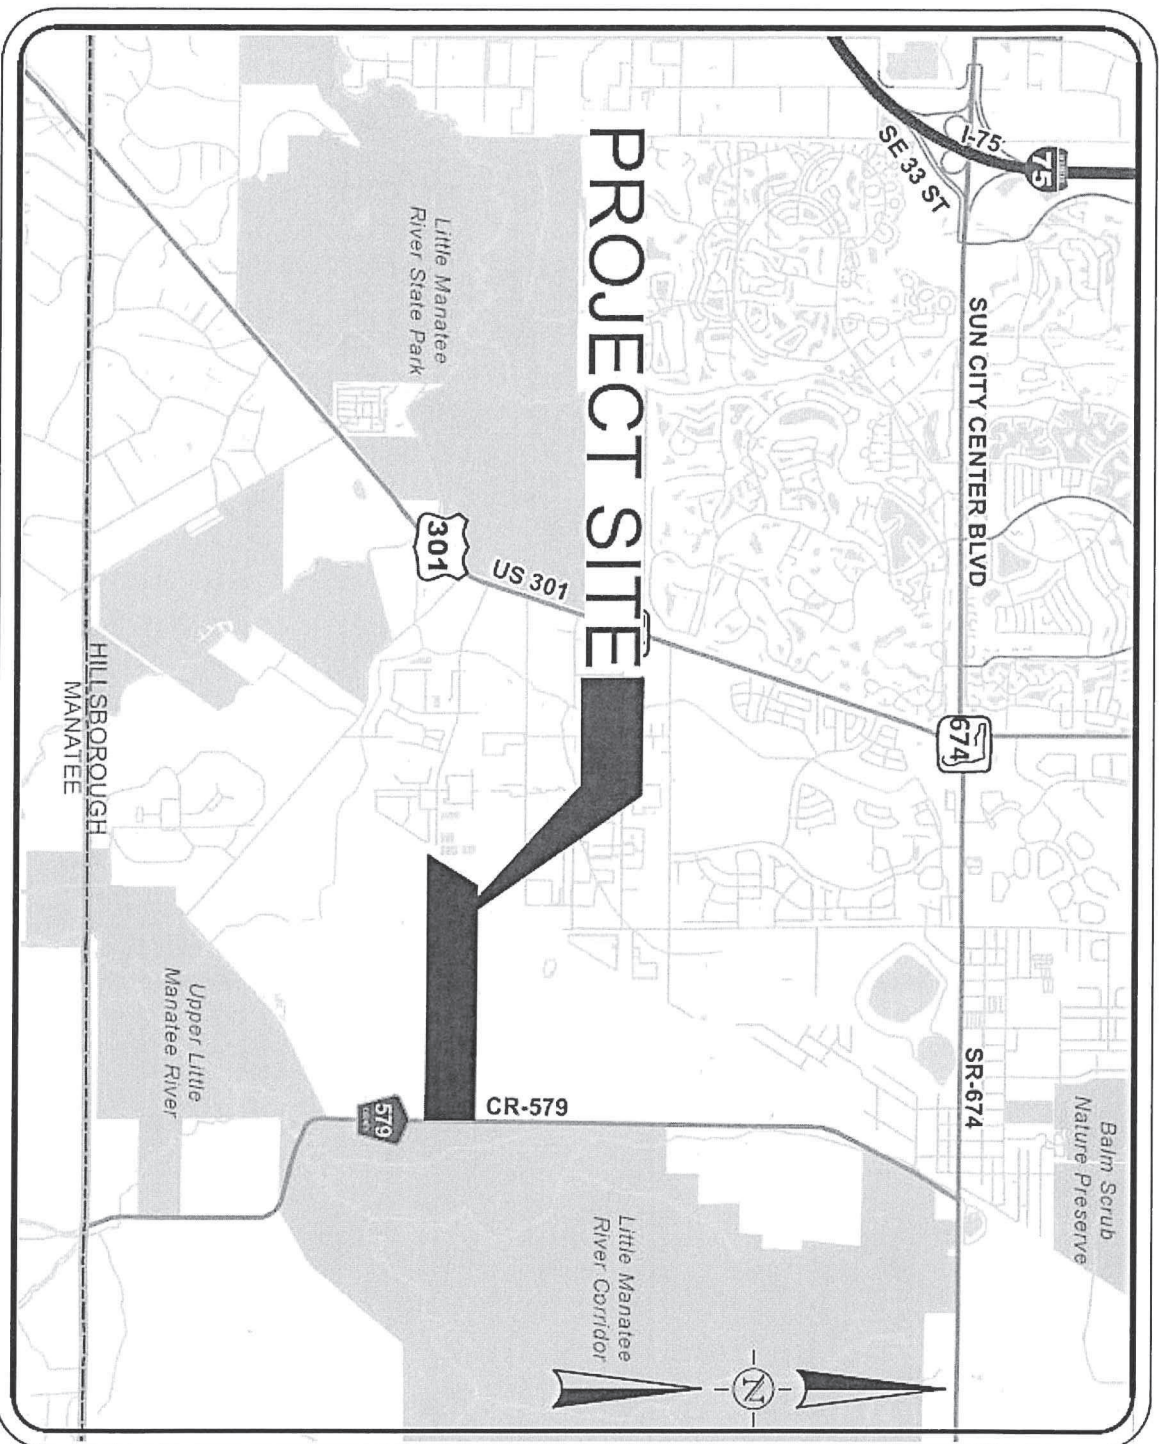 I-75
75
SE 33 ST
SUN CITY CENTER BLVD
PROJECT SITE
Little Manatee
River State Park
301
US 301
674
SR-674
Balm Scrub
Nature Preserve
HILLSBOROUGH
MANATEE
CR-579
579
Upper Little
Manatee River
Little Manatee
River Corridor
N